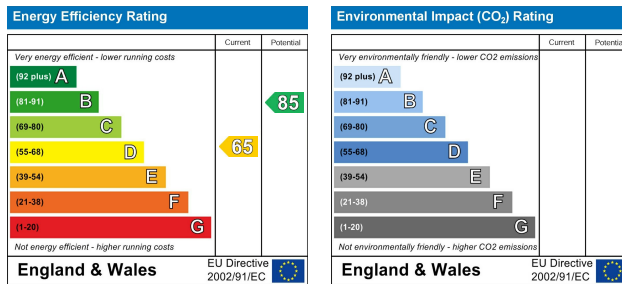 Energy Efficiency Rating
Current Potential
Very energy efficient - lower running costs
(92 plus) A
(81-91) B
85
(69-80) C
(55-68) D
65
(39-54) E
(21-38) F
(1-20) G
Not energy efficient - higher running costs
England & Wales
EU Directive
2002/91/EC
Environmental Impact (CO₂) Rating
Current Potential
Very environmentally friendly - lower CO2 emissions
(92 plus) A
(81-91) B
(69-80) C
(55-68) D
(39-54) E
(21-38) F
(1-20) G
Not environmentally friendly - higher CO2 emissions
England & Wales
EU Directive
2002/91/EC